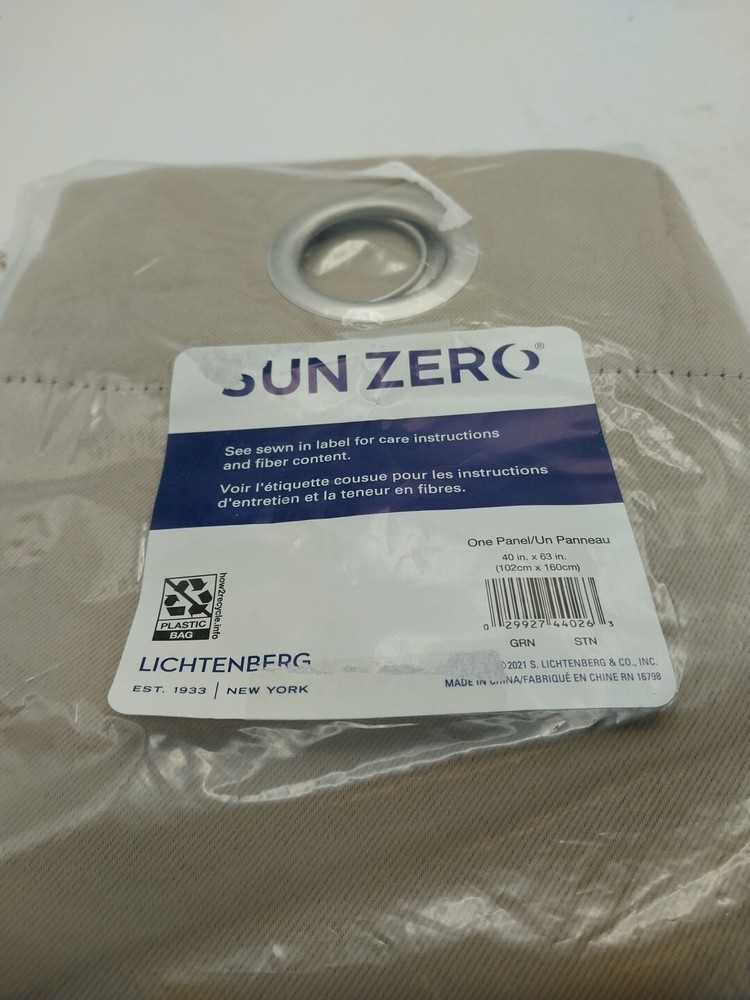 SUN ZERO®
See sewn in label for care instructions
and fiber content.
Voir l'étiquette cousue pour les instructions
d'entretien et la teneur en fibres.
One Panel/Un Panneau
40 in. x 63 in.
(102cm x 160cm)
0 29927 44026 3
GRN STN
how2recycle.info
PLASTIC
BAG
LICHTENBERG
EST. 1933 | NEW YORK
©2021 S. LICHTENBERG & CO., INC.
MADE IN CHINA/FABRIQUÉ EN CHINE RN 16798